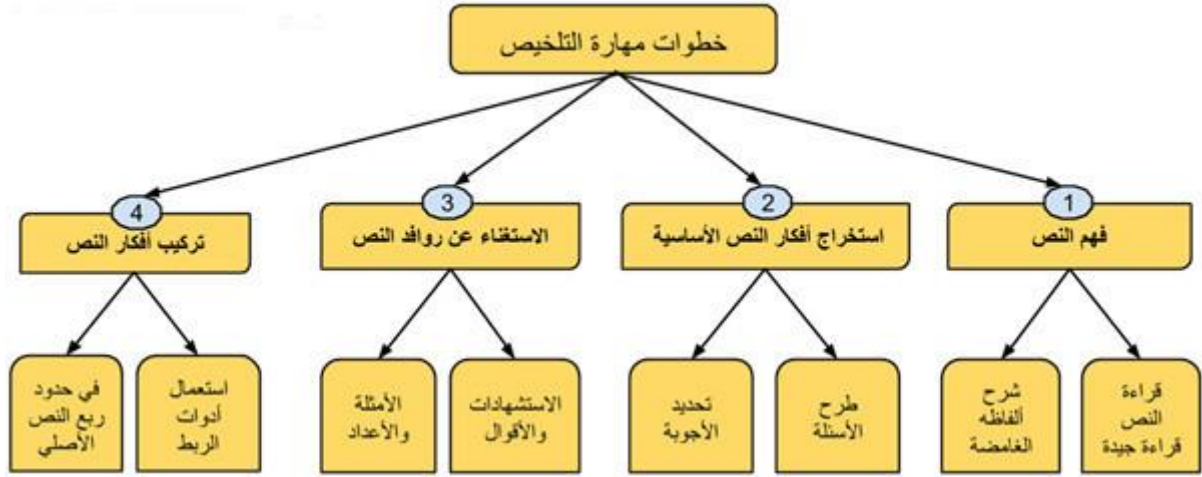 خطوات مهارة التلخيص
1
فهم النص
2
استخراج أفكار النص الأساسية
3
الاستغناء عن روافد النص
4
تركيب أفكار النص
قراءة
النص
قراءة جيدة
شرح
ألفاظه
الغامضة
طرح
الأسئلة
تحديد
الأجوبة
الاستشهادات
والأقوال
الأمثلة
والأعداد
استعمال
أدوات
الربط
في حدود
ربع النص
الأصلي